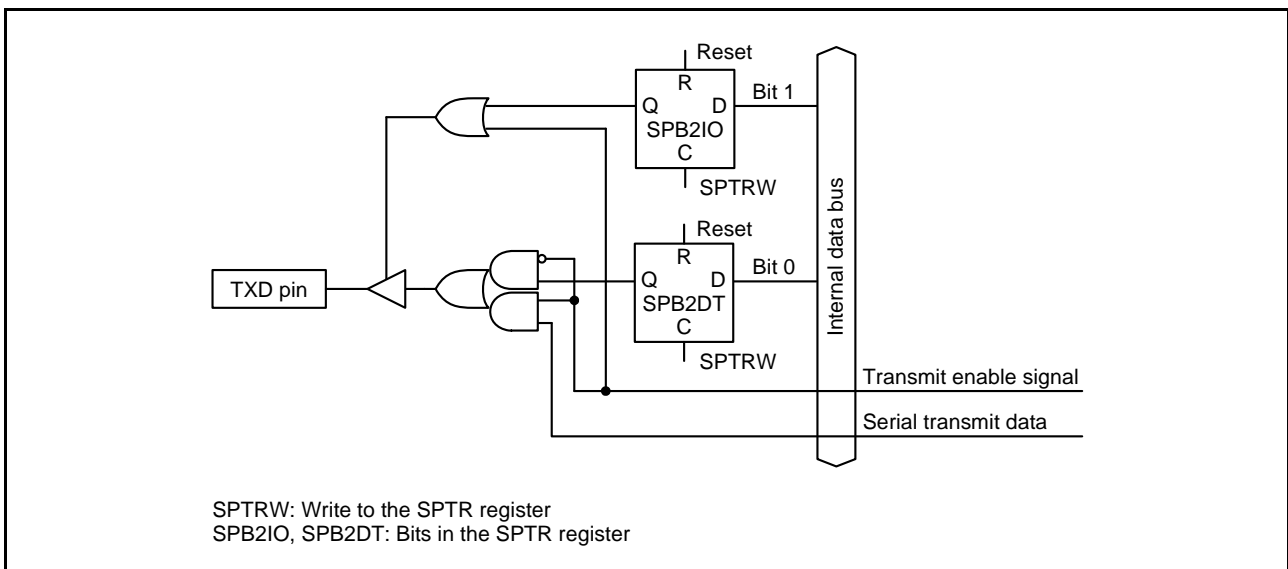 Reset
R
Bit 1
Q D
SPB2IO
C
SPTRW
Reset
R
Bit 0
Q D
SPB2DT
C
SPTRW
TXD pin
Internal data bus
Transmit enable signal
Serial transmit data
SPTRW: Write to the SPTR register
SPB2IO, SPB2DT: Bits in the SPTR register